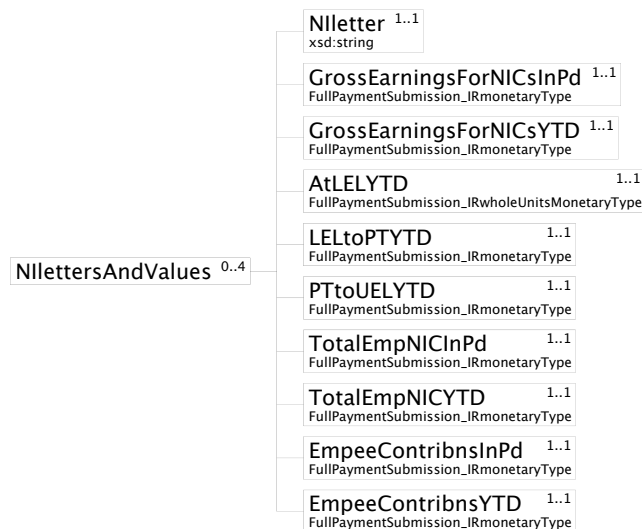 NIletter 1..1
xsd:string
GrossEarningsForNICsInPd 1..1
FullPaymentSubmission_IRmonetaryType
GrossEarningsForNICsYTD 1..1
FullPaymentSubmission_IRmonetaryType
AtLELYTD 1..1
FullPaymentSubmission_IRwholeUnitsMonetaryType
LELtoPTYTD 1..1
FullPaymentSubmission_IRmonetaryType
NIlettersAndValues 0..4
PTtoUELYTD 1..1
FullPaymentSubmission_IRmonetaryType
TotalEmpNICInPd 1..1
FullPaymentSubmission_IRmonetaryType
TotalEmpNICYTD 1..1
FullPaymentSubmission_IRmonetaryType
EmpeeContribnsInPd 1..1
FullPaymentSubmission_IRmonetaryType
EmpeeContribnsYTD 1..1
FullPaymentSubmission_IRmonetaryType